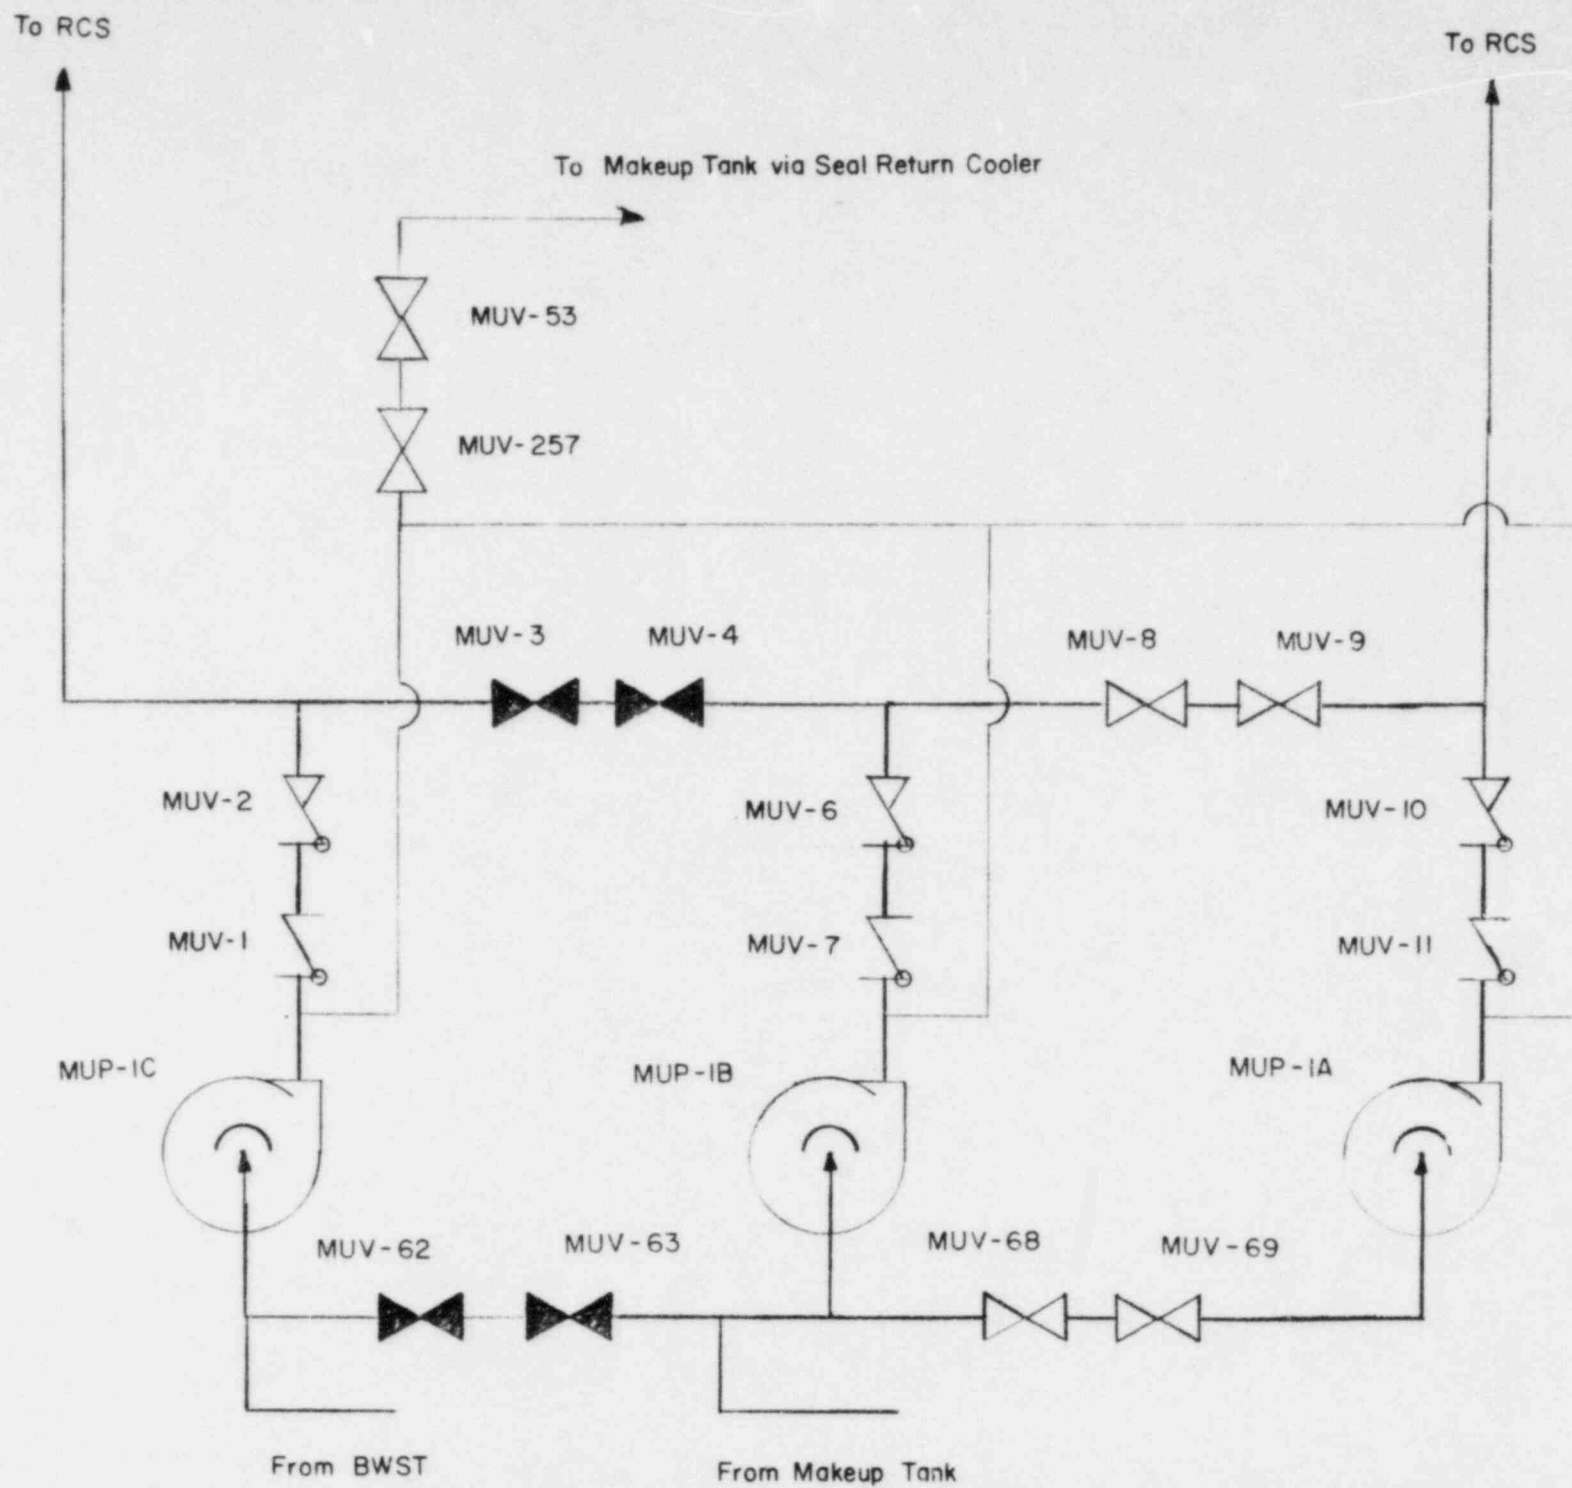 To RCS
To RCS
To Makeup Tank via Seal Return Cooler
MUV-53
MUV-257
MUV-3
MUV-4
MUV-8
MUV-9
MUV-2
MUV-6
MUV-10
MUV-1
MUV-7
MUV-11
MUP-1C
MUP-1B
MUP-1A
MUV-62
MUV-63
MUV-68
MUV-69
From BWST
From Makeup Tank